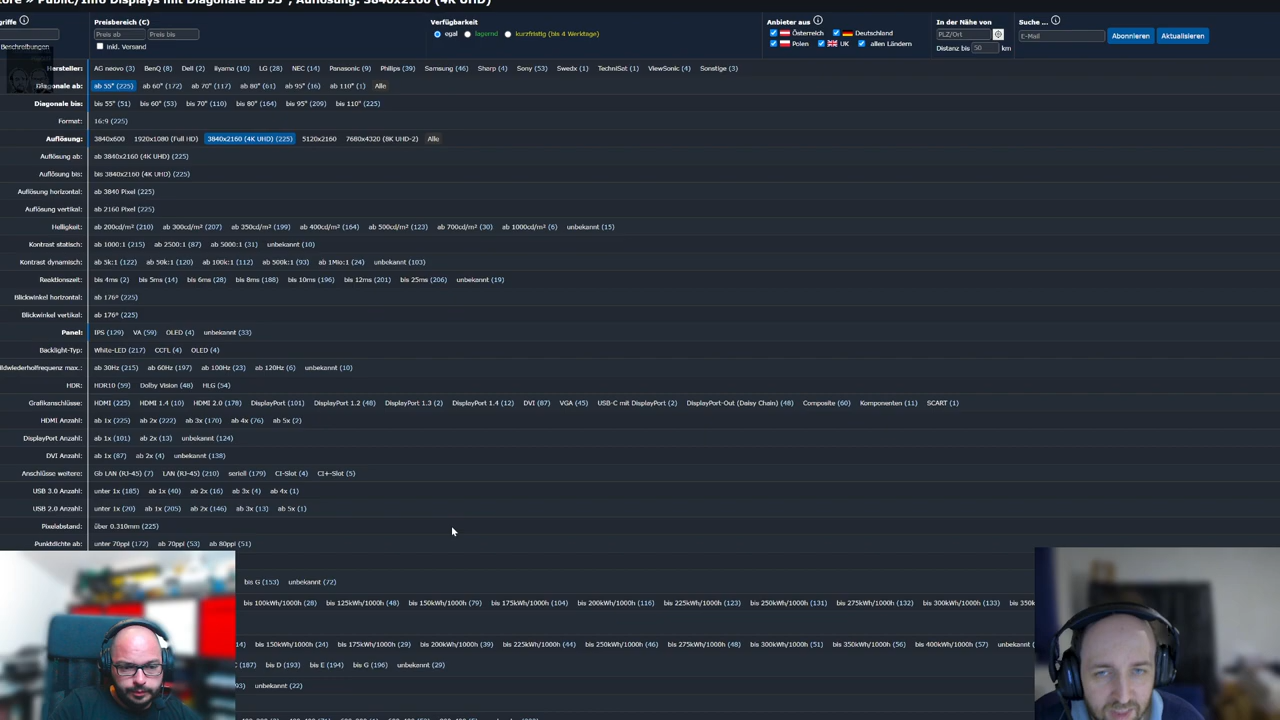 » Public/Info Displays mit Diagonale ab 55", Auflösung: 3840x2160 (4K UHD)
Preisbereich (€)
Verfügbarkeit
Anbieter aus
In der Nähe von
Suche ...
Preis ab Preis bis
egal lagernd kurzfristig (bis 4 Werktage)
Österreich Deutschland
PLZ/Ort
E-Mail
Abonnieren Aktualisieren
Beschreibungen
inkl. Versand
Polen UK allen Ländern
Distanz bis 50 km
Hersteller: AG neovo (3) BenQ (8) Dell (2) iiyama (10) LG (28) NEC (14) Panasonic (9) Philips (39) Samsung (46) Sharp (4) Sony (53) Swedx (1) TechniSat (1) ViewSonic (4) Sonstige (3)
Diagonale ab: ab 55" (225) ab 60" (172) ab 70" (117) ab 80" (61) ab 95" (16) ab 110" (1) Alle
Diagonale bis: bis 55" (51) bis 60" (53) bis 70" (110) bis 80" (164) bis 95" (209) bis 110" (225)
Format: 16:9 (225)
Auflösung: 3840x600 1920x1080 (Full HD) 3840x2160 (4K UHD) (225) 5120x2160 7680x4320 (8K UHD-2) Alle
Auflösung ab: ab 3840x2160 (4K UHD) (225)
Auflösung bis: bis 3840x2160 (4K UHD) (225)
Auflösung horizontal: ab 3840 Pixel (225)
Auflösung vertikal: ab 2160 Pixel (225)
Helligkeit: ab 200cd/m² (210) ab 300cd/m² (207) ab 350cd/m² (199) ab 400cd/m² (164) ab 500cd/m² (123) ab 700cd/m² (30) ab 1000cd/m² (6) unbekannt (15)
Kontrast statisch: ab 1000:1 (215) ab 2500:1 (87) ab 5000:1 (31) unbekannt (10)
Kontrast dynamisch: ab 5k:1 (122) ab 50k:1 (120) ab 100k:1 (112) ab 500k:1 (93) ab 1Mio:1 (24) unbekannt (103)
Reaktionszeit: bis 4ms (2) bis 5ms (14) bis 6ms (28) bis 8ms (188) bis 10ms (196) bis 12ms (201) bis 25ms (206) unbekannt (19)
Blickwinkel horizontal: ab 176° (225)
Blickwinkel vertikal: ab 176° (225)
Panel: IPS (129) VA (59) OLED (4) unbekannt (33)
Backlight-Typ: White-LED (217) CCFL (4) OLED (4)
ldwiederholfrequenz max.: ab 30Hz (215) ab 60Hz (197) ab 100Hz (23) ab 120Hz (6) unbekannt (10)
HDR: HDR10 (59) Dolby Vision (48) HLG (54)
Grafikanschlüsse: HDMI (225) HDMI 1.4 (10) HDMI 2.0 (178) DisplayPort (101) DisplayPort 1.2 (48) DisplayPort 1.3 (2) DisplayPort 1.4 (12) DVI (87) VGA (45) USB-C mit DisplayPort (2) DisplayPort-Out (Daisy Chain) (48) Composite (60) Komponenten (11) SCART (1)
HDMI Anzahl: ab 1x (225) ab 2x (222) ab 3x (170) ab 4x (76) ab 5x (2)
DisplayPort Anzahl: ab 1x (101) ab 2x (13) unbekannt (124)
DVI Anzahl: ab 1x (87) ab 2x (4) unbekannt (138)
Anschlüsse weitere: Gb LAN (RJ-45) (7) LAN (RJ-45) (210) seriell (179) CI-Slot (4) CI+-Slot (5)
USB 3.0 Anzahl: unter 1x (185) ab 1x (40) ab 2x (16) ab 3x (4) ab 4x (1)
USB 2.0 Anzahl: unter 1x (20) ab 1x (205) ab 2x (146) ab 3x (13) ab 5x (1)
Pixelabstand: über 0.310mm (225)
Punktdichte ab: unter 70ppi (172) ab 70ppi (53) ab 80ppi (51)
bis G (153) unbekannt (72)
bis 100kWh/1000h (28) bis 125kWh/1000h (48) bis 150kWh/1000h (79) bis 175kWh/1000h (104) bis 200kWh/1000h (116) bis 225kWh/1000h (123) bis 250kWh/1000h (131) bis 275kWh/1000h (132) bis 300kWh/1000h (133) bis 350k
14) bis 150kWh/1000h (24) bis 175kWh/1000h (29) bis 200kWh/1000h (39) bis 225kWh/1000h (44) bis 250kWh/1000h (46) bis 275kWh/1000h (48) bis 300kWh/1000h (51) bis 350kWh/1000h (56) bis 400kWh/1000h (57) unbekannt (
(187) bis D (193) bis E (194) bis G (196) unbekannt (29)
93) unbekannt (22)